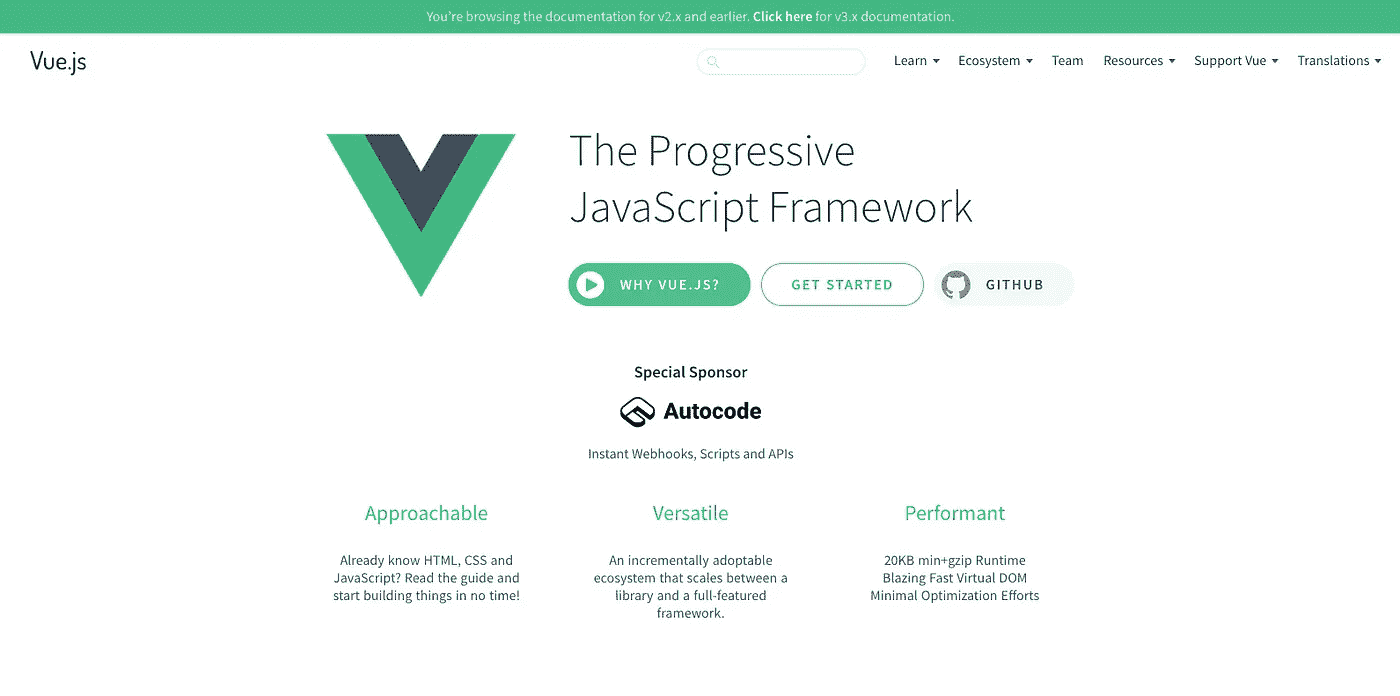 You're browsing the documentation for v2.x and earlier. Click here for v3.x documentation.
Vue.js
Learn
Ecosystem
Team
Resources
Support Vue
Translations
The Progressive
JavaScript Framework
WHY VUE.JS?
GET STARTED
GITHUB
Special Sponsor
Autocode
Instant Webhooks, Scripts and APIs
Approachable
Already know HTML, CSS and
JavaScript? Read the guide and
start building things in no time!
Versatile
An incrementally adoptable
ecosystem that scales between a
library and a full-featured
framework.
Performant
20KB min+gzip Runtime
Blazing Fast Virtual DOM
Minimal Optimization Efforts